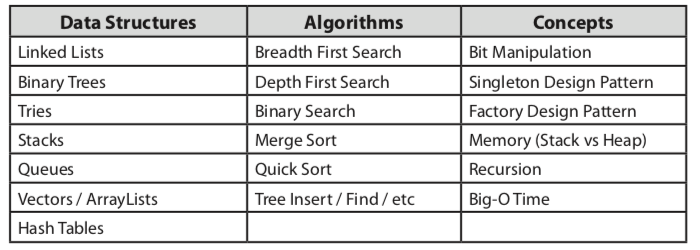 Data Structures Algorithms Concepts
Linked Lists Breadth First Search Bit Manipulation
Binary Trees Depth First Search Singleton Design Pattern
Tries Binary Search Factory Design Pattern
Stacks Merge Sort Memory (Stack vs Heap)
Queues Quick Sort Recursion
Vectors / ArrayLists Tree Insert / Find / etc Big-O Time
Hash Tables